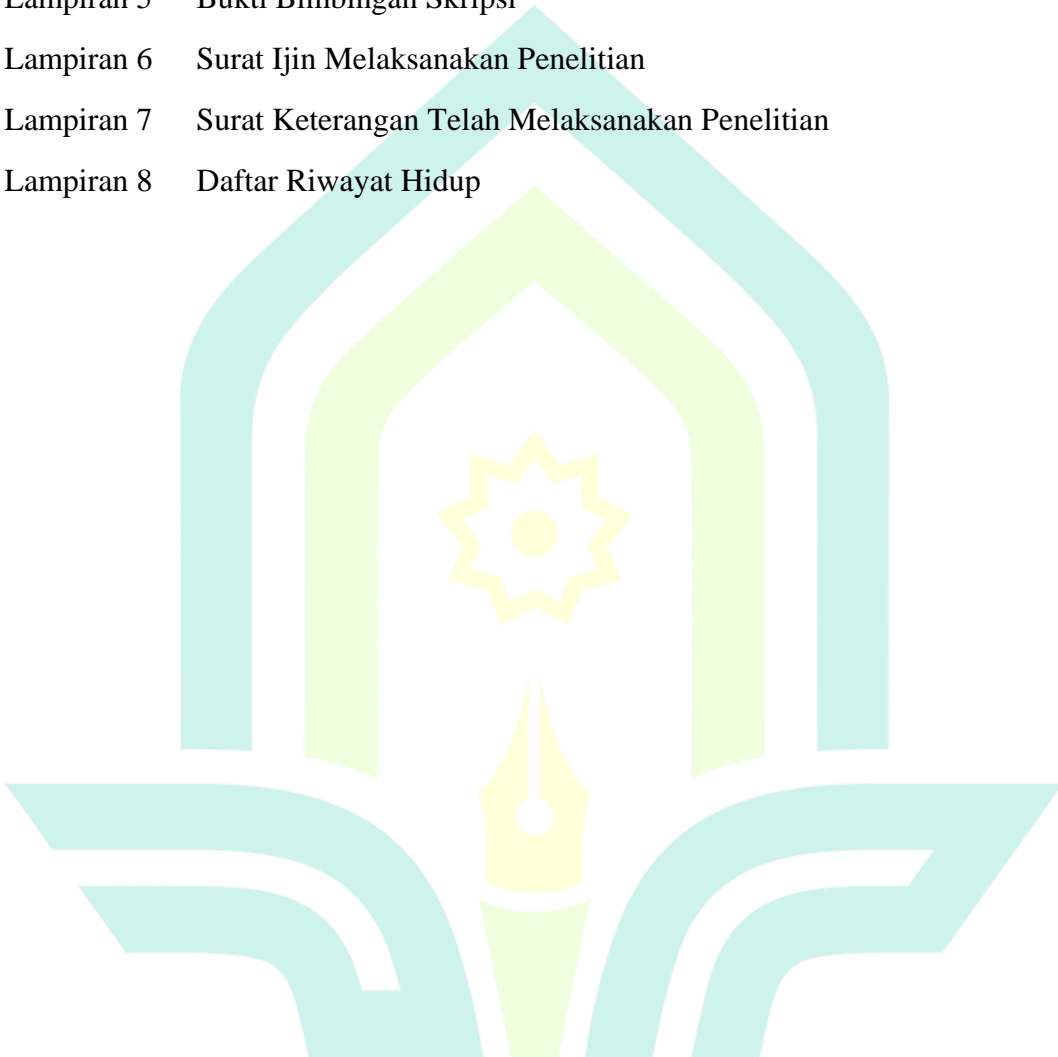 Lampiran 5 Bukti Bimbingan Skripsi
Lampiran 6 Surat Ijin Melaksanakan Penelitian
Lampiran 7 Surat Keterangan Telah Melaksanakan Penelitian
Lampiran 8 Daftar Riwayat Hidup